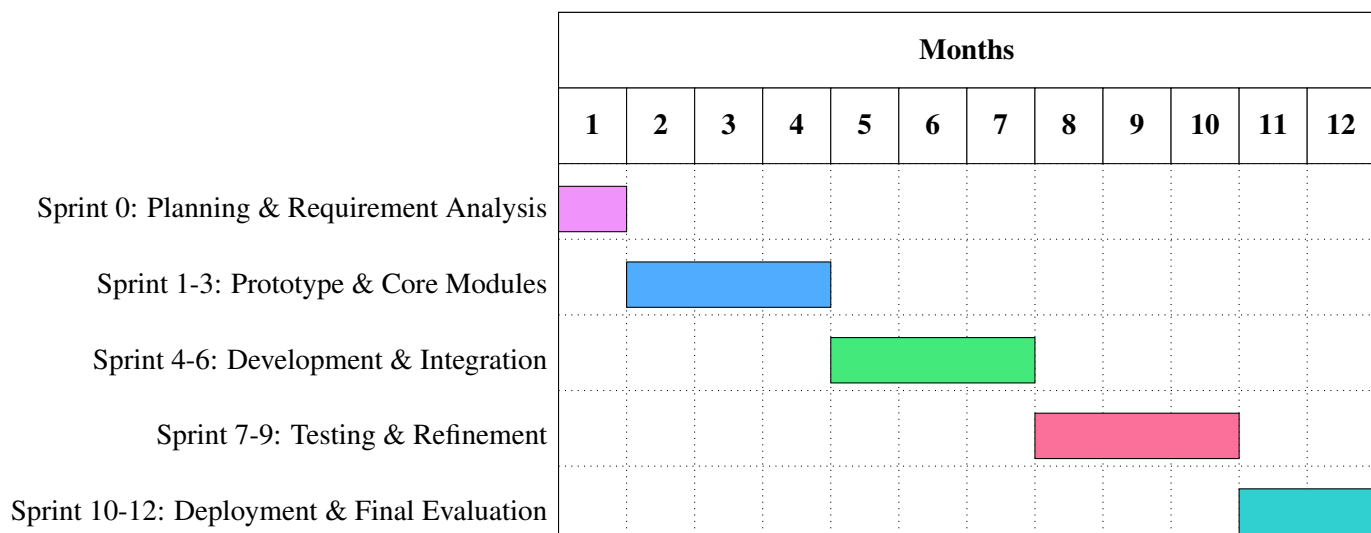 Months
1 2 3 4 5 6 7 8 9 10 11 12
Sprint 0: Planning & Requirement Analysis
Sprint 1-3: Prototype & Core Modules
Sprint 4-6: Development & Integration
Sprint 7-9: Testing & Refinement
Sprint 10-12: Deployment & Final Evaluation